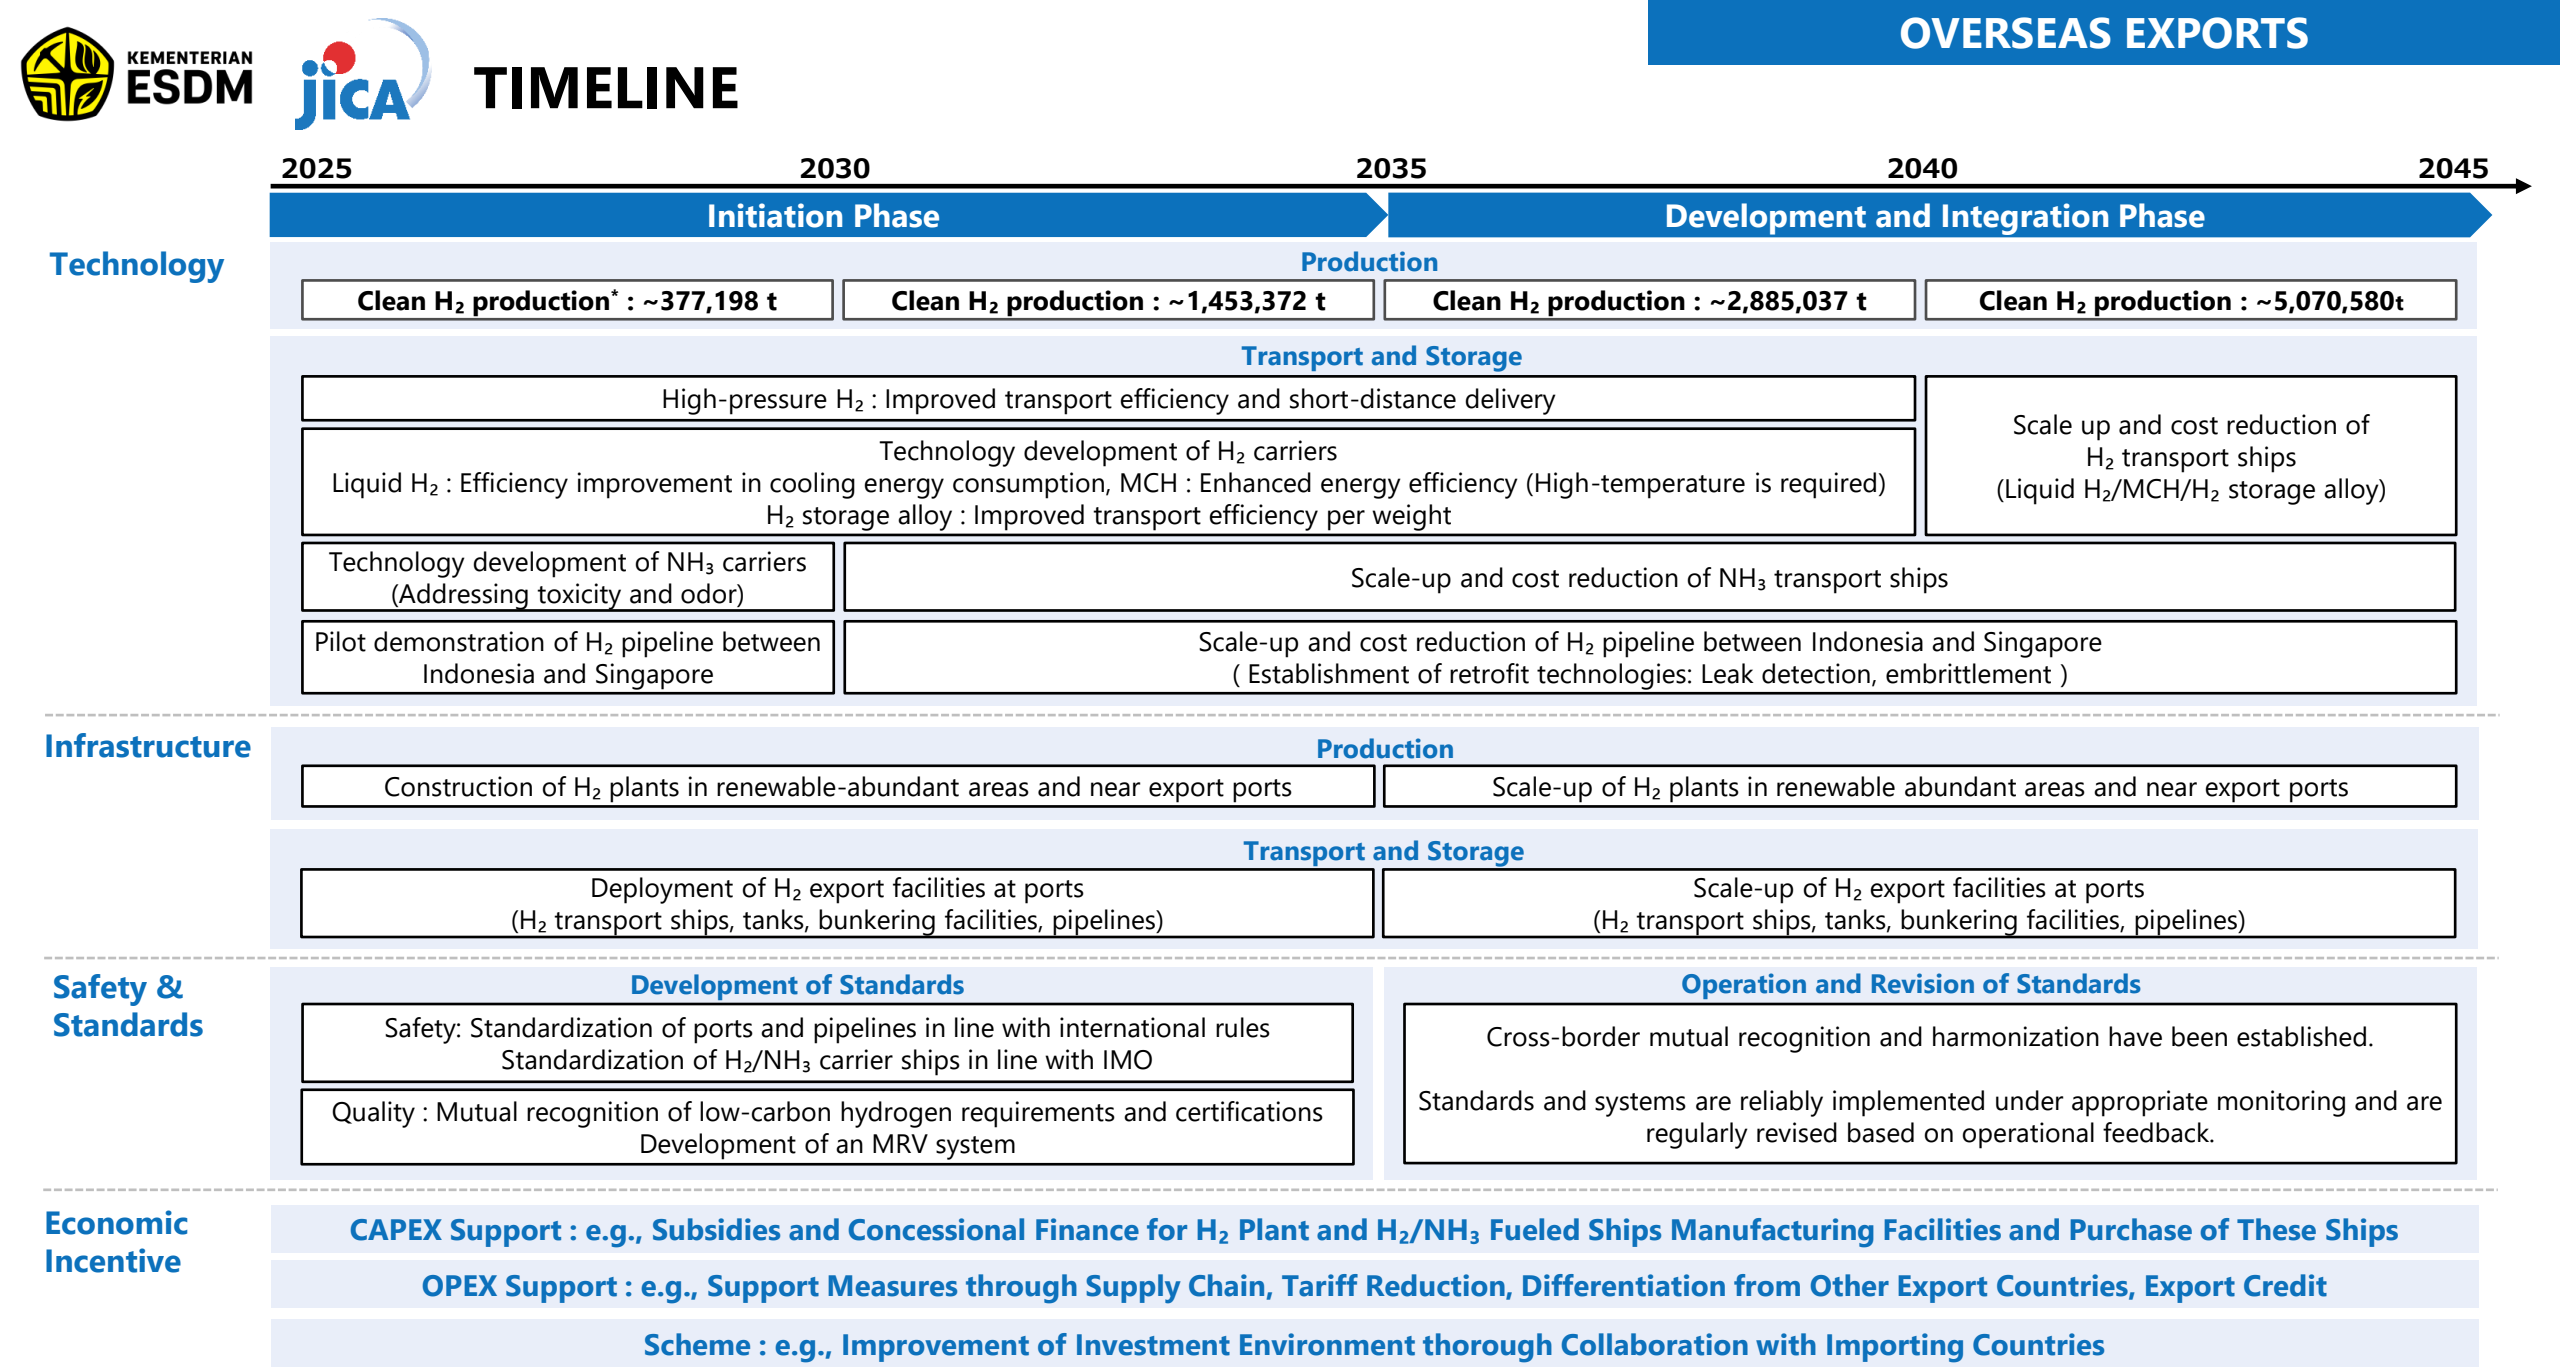 OVERSEAS EXPORTS
KEMENTERIAN
ESDM
jICA
TIMELINE
2025 2030 2035 2040 2045
Initiation Phase
Development and Integration Phase
Technology
Production
Clean H₂ production* : ~377,198 t
Clean H₂ production : ~1,453,372 t
Clean H₂ production : ~2,885,037 t
Clean H₂ production : ~5,070,580t
Transport and Storage
High-pressure H₂ : Improved transport efficiency and short-distance delivery
Technology development of H₂ carriers
Liquid H₂ : Efficiency improvement in cooling energy consumption, MCH : Enhanced energy efficiency (High-temperature is required)
H₂ storage alloy : Improved transport efficiency per weight
Scale up and cost reduction of
H₂ transport ships
(Liquid H₂/MCH/H₂ storage alloy)
Technology development of NH₃ carriers
(Addressing toxicity and odor)
Scale-up and cost reduction of NH₃ transport ships
Pilot demonstration of H₂ pipeline between
Indonesia and Singapore
Scale-up and cost reduction of H₂ pipeline between Indonesia and Singapore
( Establishment of retrofit technologies: Leak detection, embrittlement )
Infrastructure
Production
Construction of H₂ plants in renewable-abundant areas and near export ports
Scale-up of H₂ plants in renewable abundant areas and near export ports
Transport and Storage
Deployment of H₂ export facilities at ports
(H₂ transport ships, tanks, bunkering facilities, pipelines)
Scale-up of H₂ export facilities at ports
(H₂ transport ships, tanks, bunkering facilities, pipelines)
Safety &
Standards
Development of Standards
Safety: Standardization of ports and pipelines in line with international rules
Standardization of H₂/NH₃ carrier ships in line with IMO
Quality : Mutual recognition of low-carbon hydrogen requirements and certifications
Development of an MRV system
Operation and Revision of Standards
Cross-border mutual recognition and harmonization have been established.
Standards and systems are reliably implemented under appropriate monitoring and are
regularly revised based on operational feedback.
Economic
Incentive
CAPEX Support : e.g., Subsidies and Concessional Finance for H₂ Plant and H₂/NH₃ Fueled Ships Manufacturing Facilities and Purchase of These Ships
OPEX Support : e.g., Support Measures through Supply Chain, Tariff Reduction, Differentiation from Other Export Countries, Export Credit
Scheme : e.g., Improvement of Investment Environment thorough Collaboration with Importing Countries